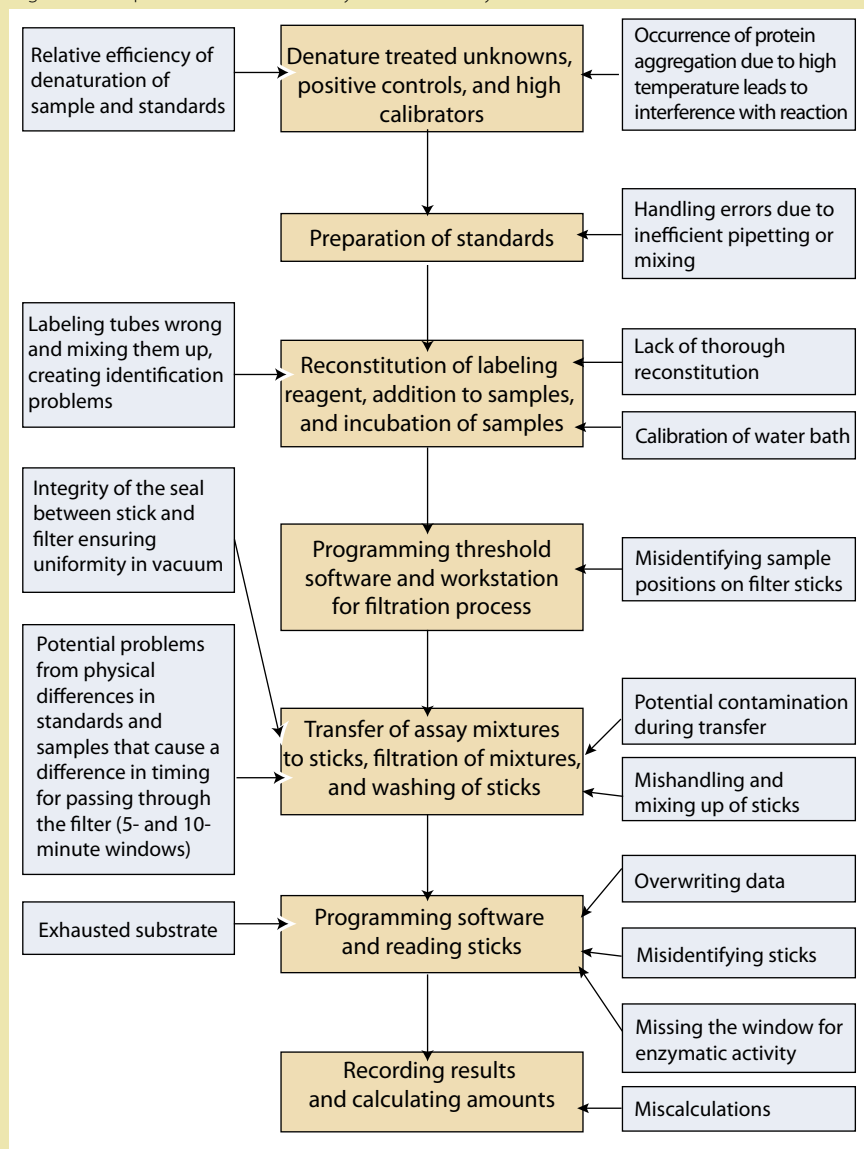 Relative efficiency of
denaturation of
sample and standards
Denature treated unknowns,
positive controls, and high
calibrators
Occurrence of protein
aggregation due to high
temperature leads to
interference with reaction
Preparation of standards
Handling errors due to
inefficient pipetting or
mixing
Labeling tubes wrong
and mixing them up,
creating identification
problems
Reconstitution of labeling
reagent, addition to samples,
and incubation of samples
Lack of thorough
reconstitution
Calibration of water bath
Integrity of the seal
between stick and
filter ensuring
uniformity in vacuum
Programming threshold
software and workstation
for filtration process
Misidentifying sample
positions on filter sticks
Potential problems
from physical
differences in
standards and
samples that cause a
difference in timing
for passing through
the filter (5- and 10-
minute windows)
Transfer of assay mixtures
to sticks, filtration of mixtures,
and washing of sticks
Potential contamination
during transfer
Mishandling and
mixing up of sticks
Exhausted substrate
Programming software
and reading sticks
Overwriting data
Misidentifying sticks
Missing the window for
enzymatic activity
Recording results
and calculating amounts
Miscalculations